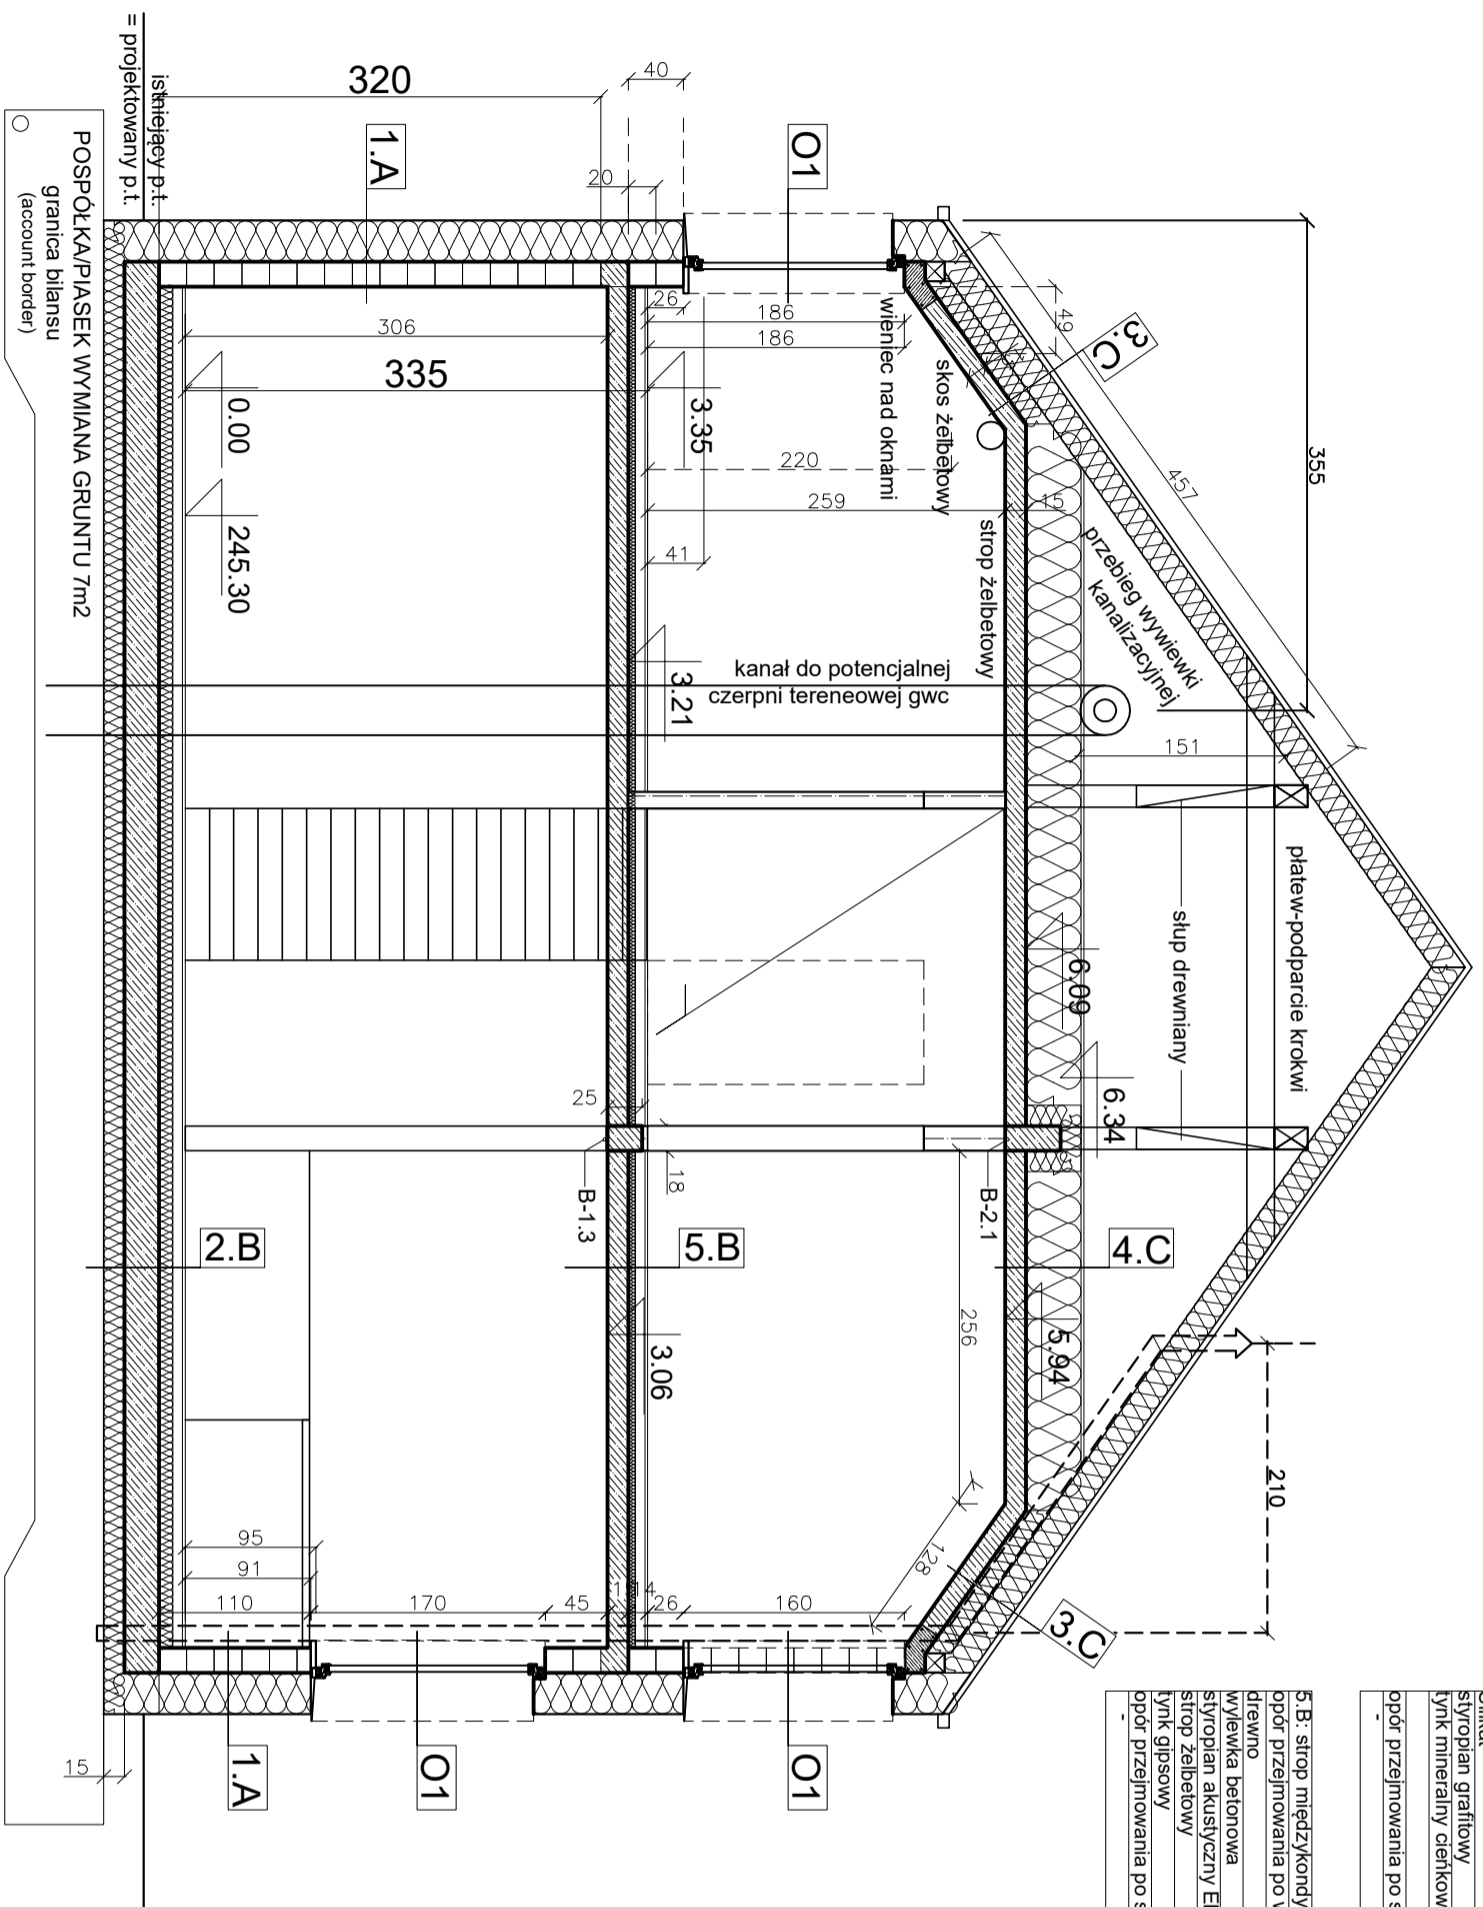 320
40
20
1.A
O1
istniejący p.t.
= projektowany p.t.
POSPÓŁKA/PIASEK WYMIANA GRUNTU 7m2
granica bilansu
(account border)
306
335
0.00
245.30
26
186
186
3.35
220
259
41
15
wieniec nad oknami
skos żelbetowy
strop żelbetowy
49
3.C
457
355
przebieg wywiewki
kanalizacyjnej
kanał do potencjalnej
czerpni tereneowej gwc
3.21
151
płatew-podparcie krokwi
słup drewniany
6.09
6.34
25
18
B-1.3
B-2.1
2.B
5.B
4.C
256
5.94
3.06
210
128
95
91
110
170
45
14
26
160
3.C
1.A
O1
O1
15
styropian grafitowy
tynk mineralny cienkow
opór przejmowania po s
-
5.B: strop międzykondy
opór przejmowania po w
drewno
wylewka betonowa
styropian akustyczny El
strop żelbetowy
tynk gipsowy
opór przejmowania po s
-